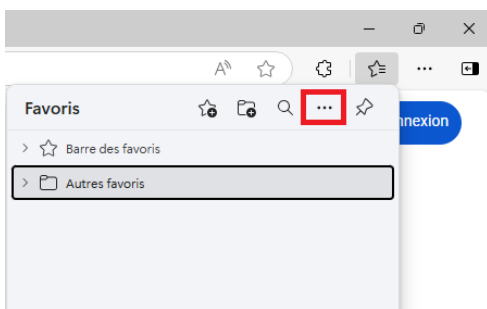 A
Favoris
nnexion
Barre des favoris
Autres favoris